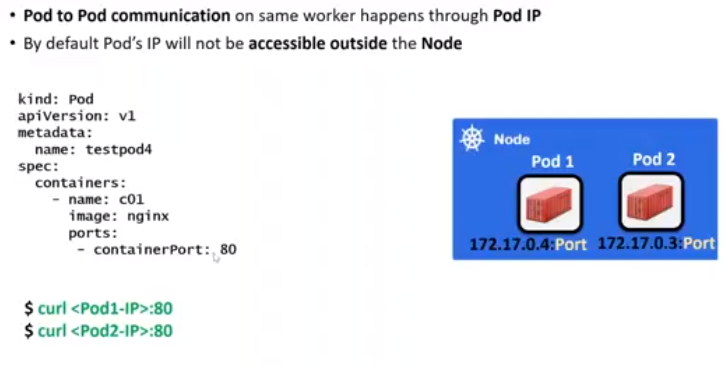 • Pod to Pod communication on same worker happens through Pod IP
• By default Pod's IP will not be accessible outside the Node
kind: Pod
apiVersion: v1
metadata:
  name: testpod4
spec:
  containers:
    - name: c01
      image: nginx
      ports:
       - containerPort: 80
$ curl <Pod1-IP>:80
$ curl <Pod2-IP>:80
Node
Pod 1 Pod 2
172.17.0.4:Port 172.17.0.3:Port